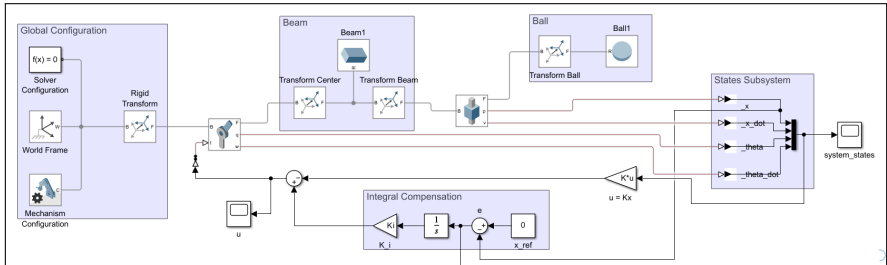 Global Configuration
f(x) = 0
Solver
Configuration
W
World Frame
C
Mechanism
Configuration
Rigid
Transform
B
F
B
t
F
q
w
Beam
Beam1
R
Transform Center
Transform Beam
B
F
B
F
B
F
p
v
Ball
Ball1
B
F
R
Transform Ball
States Subsystem
_x
_x_dot
_theta
_theta_dot
system_states
K*u
u = Kx
u
Integral Compensation
Ki
K_i
1
s
e
0
x_ref